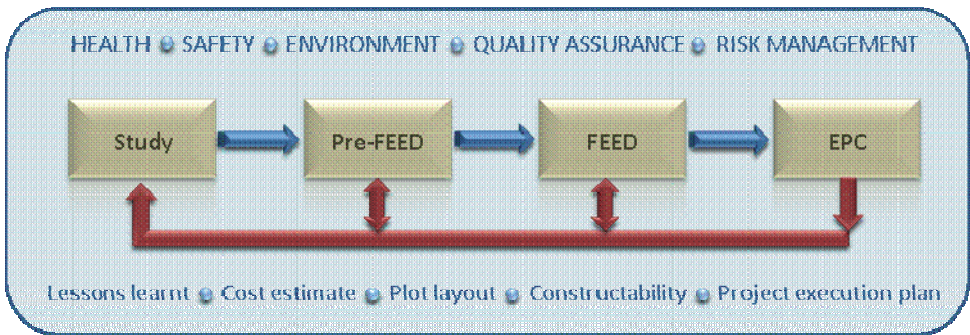 HEALTH SAFETY ENVIRONMENT QUALITY ASSURANCE RISK MANAGEMENT
Study Pre-FEED FEED EPC
Lessons learnt Cost estimate Plot layout Constructability Project execution plan